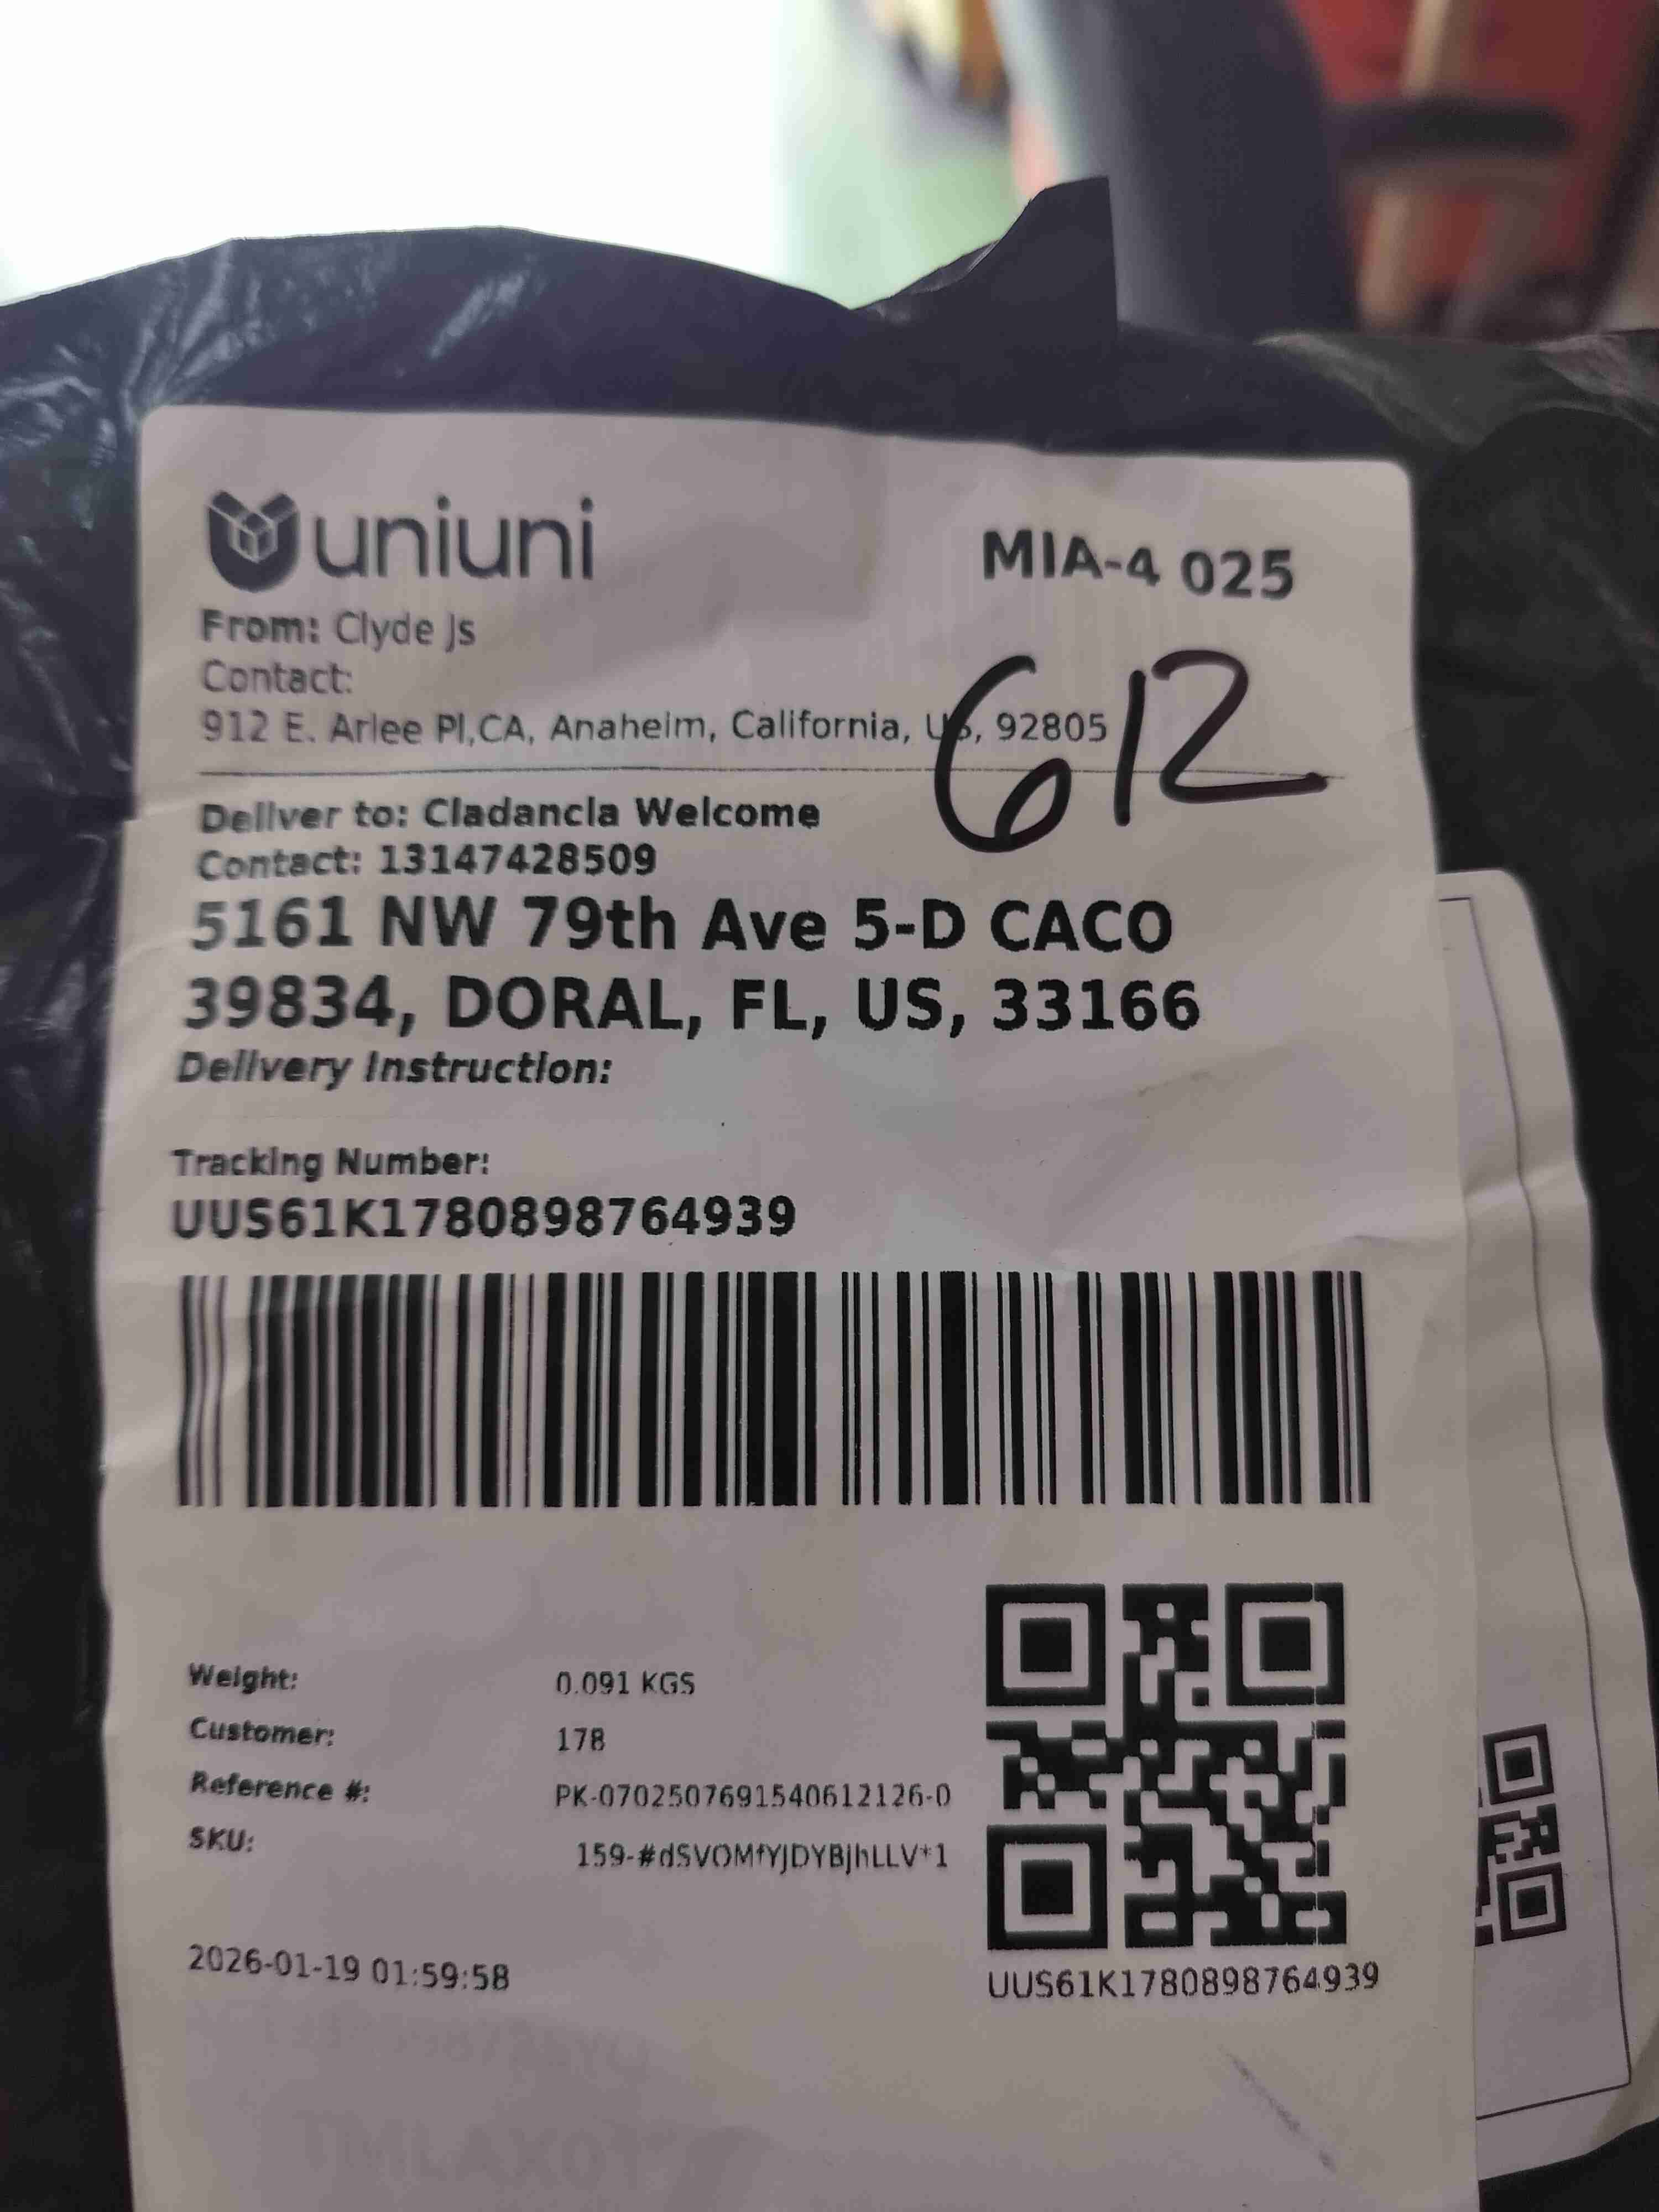 uniuni
MIA-4 025
From: Clyde Js
612
Contact:
912 E. Arlee Pl,CA, Anaheim, California, US, 92805
Deliver to: Cladancla Welcome
Contact: 13147428509
5161 NW 79th Ave 5-D CACO
39834, DORAL, FL, US, 33166
Delivery Instruction:
Tracking Number:
UUS61K1780898764939
Weight: 0.091 KGS
Customer: 178
Reference #: PK-0702507691540612126-0
SKU: 159-#dSVOMfYJDYBJhLLV*1
2026-01-19 01:59:58
UUS61K1780898764939